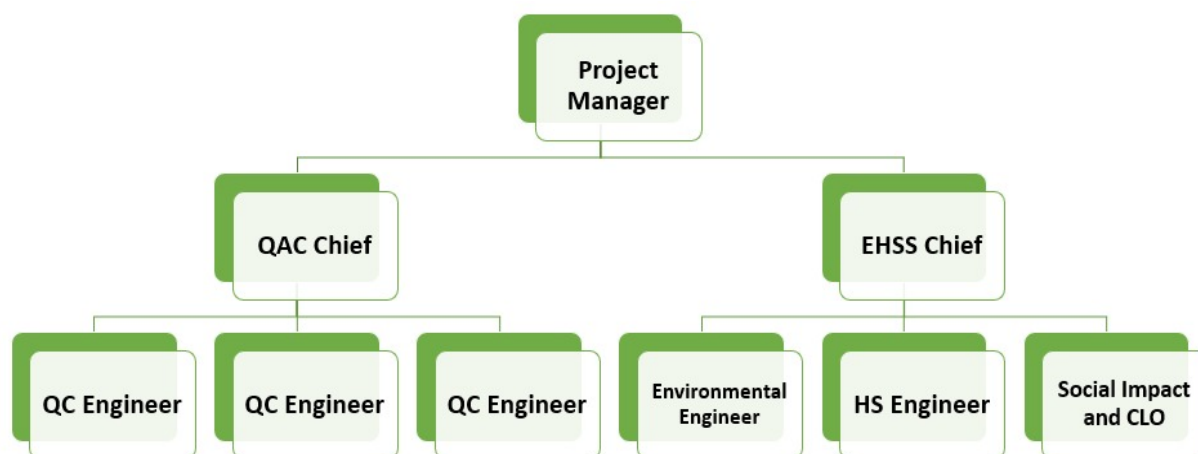 Project
Manager
QAC Chief
EHSS Chief
QC Engineer
QC Engineer
QC Engineer
Environmental
Engineer
HS Engineer
Social Impact
and CLO